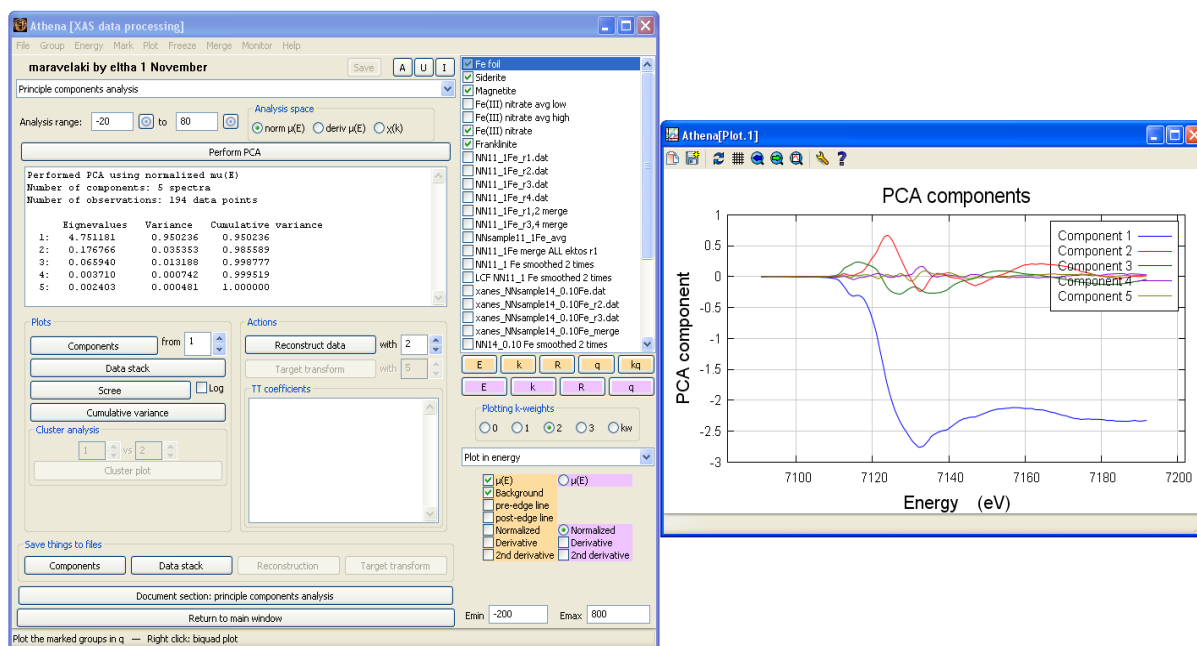 Athena [XAS data processing]
File Group Energy Mark Plot Freeze Merge Monitor Help
maravelaki by eltha 1 November
Save A U I
Principle components analysis
Analysis range: -20 to 80
Analysis space
norm μ(E) deriv μ(E) χ(k)
Perform PCA
Performed PCA using normalized mu(E)
Number of components: 5 spectra
Number of observations: 194 data points
Eignevalues Variance Cumulative variance
1: 4.751181 0.950236 0.950236
2: 0.176766 0.035353 0.985589
3: 0.065940 0.013188 0.998777
4: 0.003710 0.000742 0.999519
5: 0.002403 0.000481 1.000000
Plots
Components from 1
Data stack
Scree Log
Cumulative variance
Cluster analysis
1 vs 2
Cluster plot
Actions
Reconstruct data with 2
Target transform with 5
TT coefficients
Save things to files
Components Data stack Reconstruction Target transform
Document section: principle components analysis
Return to main window
Plot the marked groups in q — Right click: biquad plot
Fe foil
Siderite
Magnetite
Fe(III) nitrate avg low
Fe(III) nitrate avg high
Fe(III) nitrate
Franklinite
NN11_1Fe_r1.dat
NN11_1Fe_r2.dat
NN11_1Fe_r3.dat
NN11_1Fe_r4.dat
NN11_1Fe_r1,2 merge
NN11_1Fe_r3,4 merge
NNsample11_1Fe_avg
NN11_1Fe merge ALL ektos r1
NN11_1 Fe smoothed 2 times
LCF NN11_1 Fe smoothed 2 times
xanes_NNsample14_0.10Fe.dat
xanes_NNsample14_0.10Fe_r2.dat
xanes_NNsample14_0.10Fe_r3.dat
xanes_NNsample14_0.10Fe_merge
NN14_0.10 Fe smoothed 2 times
E k R q kq
E k R q
Plotting k-weights
0 1 2 3 kw
Plot in energy
μ(E) μ(E)
Background
pre-edge line
post-edge line
Normalized Normalized
Derivative Derivative
2nd derivative 2nd derivative
Emin -200 Emax 800
Athena[Plot.1]
PCA components
Component 1
Component 2
Component 3
Component 4
Component 5
1
0.5
0
-0.5
-1
-1.5
-2
-2.5
-3
PCA component
7100 7120 7140 7160 7180 7200
Energy (eV)